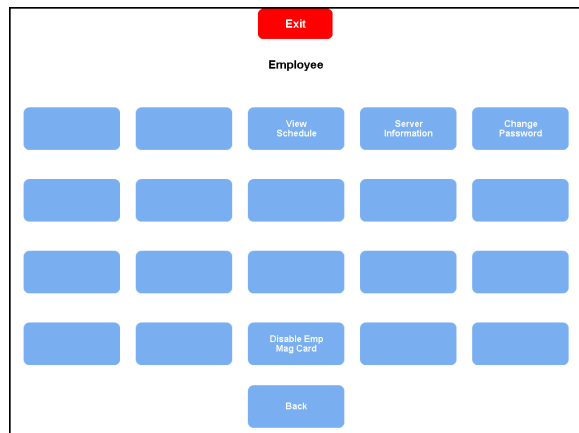 Exit
Employee
View
Schedule
Server
Information
Change
Password
Disable Emp
Mag Card
Back